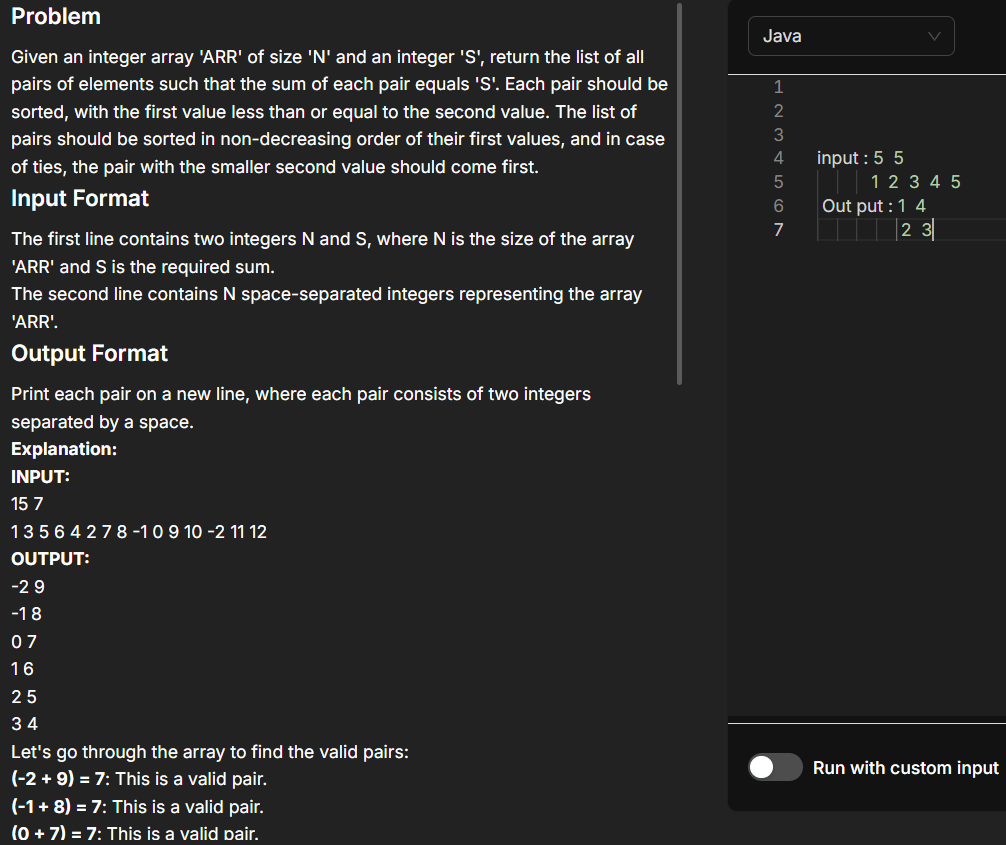 Problem
Given an integer array 'ARR' of size 'N' and an integer 'S', return the list of all
pairs of elements such that the sum of each pair equals 'S'. Each pair should be
sorted, with the first value less than or equal to the second value. The list of
pairs should be sorted in non-decreasing order of their first values, and in case
of ties, the pair with the smaller second value should come first.
Input Format
The first line contains two integers N and S, where N is the size of the array
'ARR' and S is the required sum.
The second line contains N space-separated integers representing the array
'ARR'.
Output Format
Print each pair on a new line, where each pair consists of two integers
separated by a space.
Explanation:
INPUT:
15 7
1 3 5 6 4 2 7 8 -1 0 9 10 -2 11 12
OUTPUT:
-2 9
-1 8
0 7
1 6
2 5
3 4
Let's go through the array to find the valid pairs:
(-2 + 9) = 7: This is a valid pair.
(-1 + 8) = 7: This is a valid pair.
(0 + 7) = 7: This is a valid pair.
Java
1
2
3
4 input : 5 5
5 1 2 3 4 5
6 Out put : 1 4
7 2 3
Run with custom input